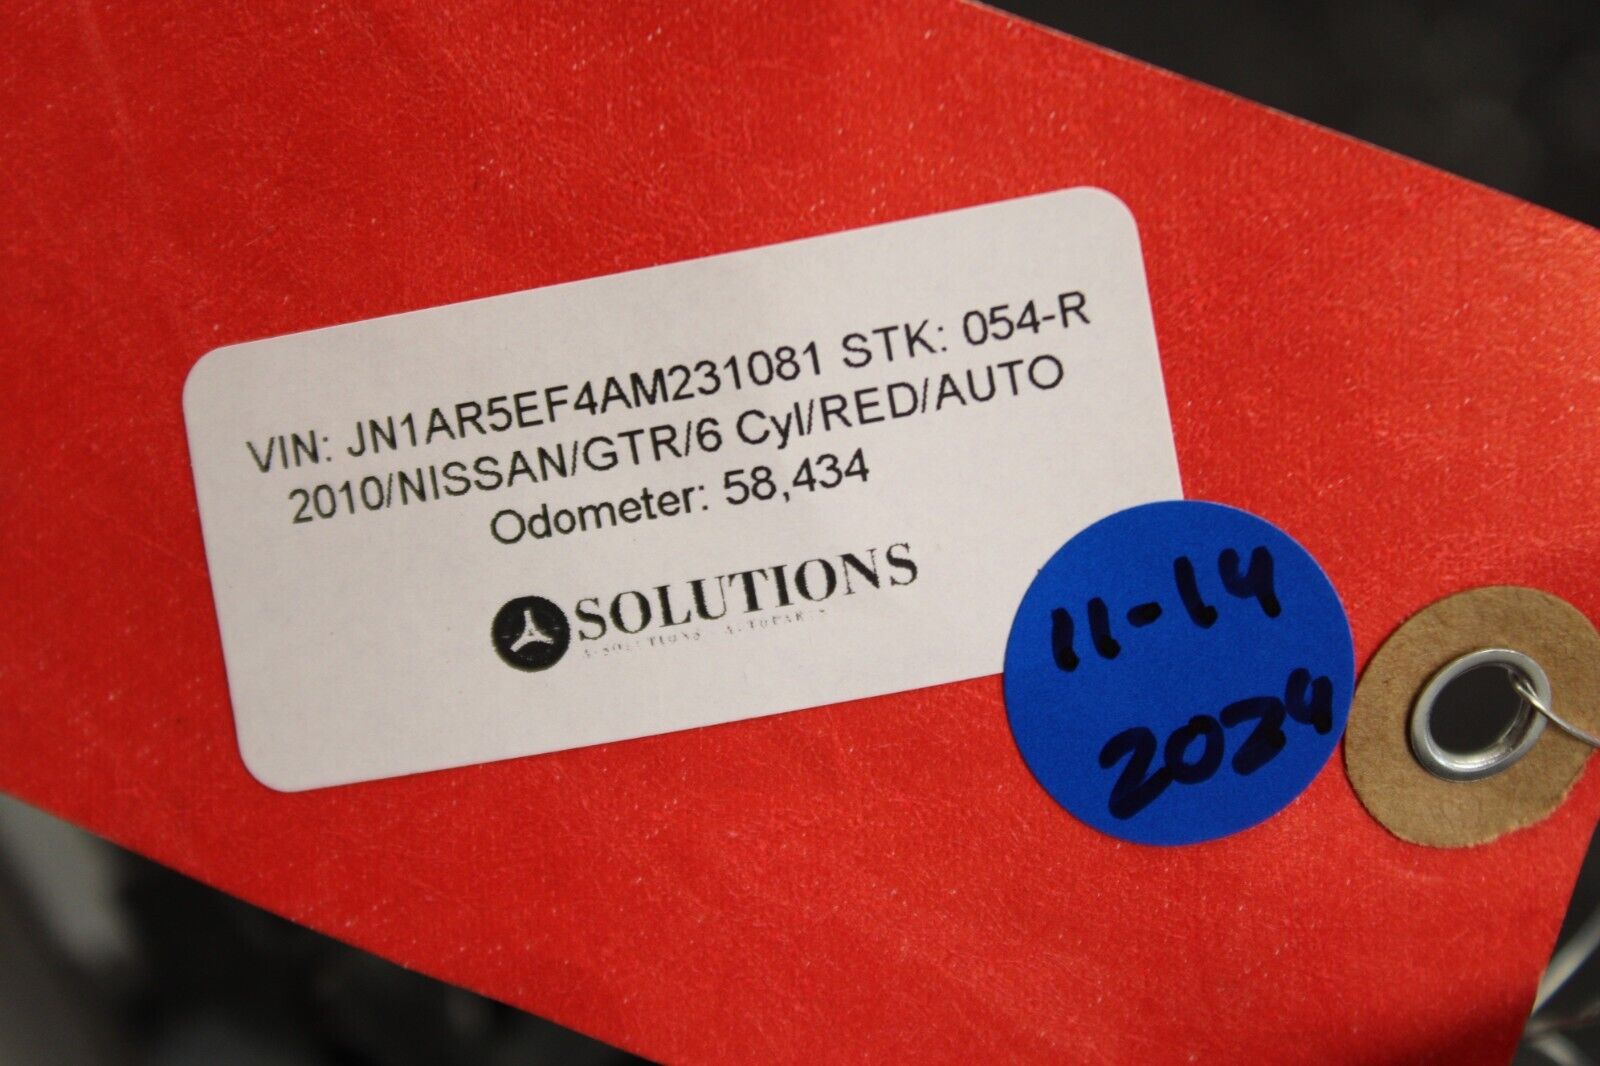 VIN: JN1AR5EF4AM231081 STK: 054-R
2010/NISSAN/GTR/6 Cyl/RED/AUTO
Odometer: 58,434
SOLUTIONS
11-14
2024